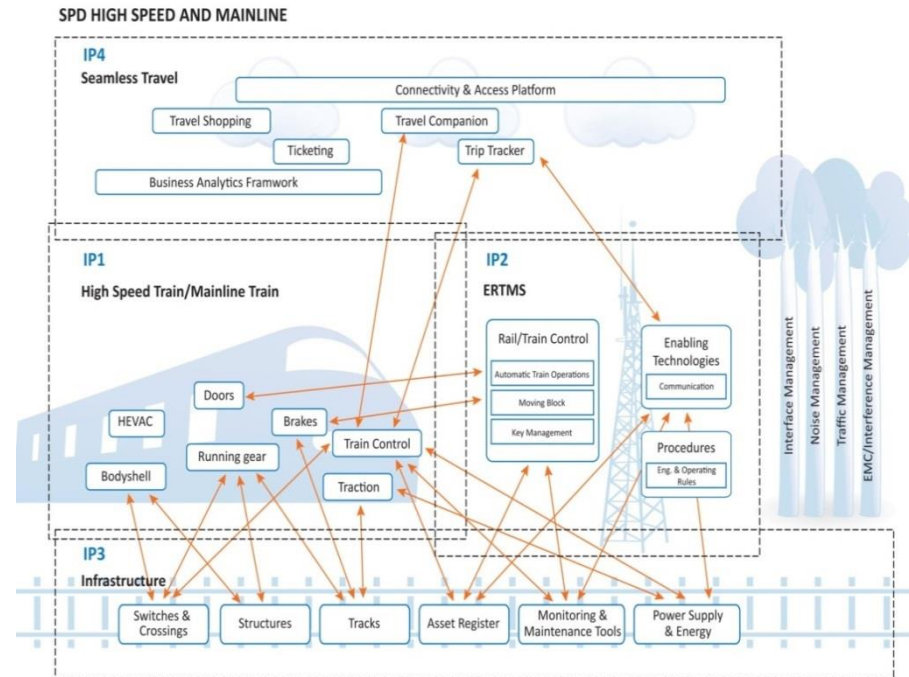 SPD HIGH SPEED AND MAINLINE
IP4
Seamless Travel
Connectivity & Access Platform
Travel Shopping
Travel Companion
Ticketing
Trip Tracker
Business Analytics Framwork
IP1
High Speed Train/Mainline Train
IP2
ERTMS
Rail/Train Control
Automatic Train Operations
Moving Block
Key Management
Enabling
Technologies
Communication
Procedures
Eng. & Operating
Rules
Doors
HEVAC
Brakes
Train Control
Running gear
Bodyshell
Traction
Interface Management
Noise Management
Traffic Management
EMC/Interference Management
IP3
Infrastructure
Switches &
Crossings
Structures
Tracks
Asset Register
Monitoring &
Maintenance Tools
Power Supply
& Energy